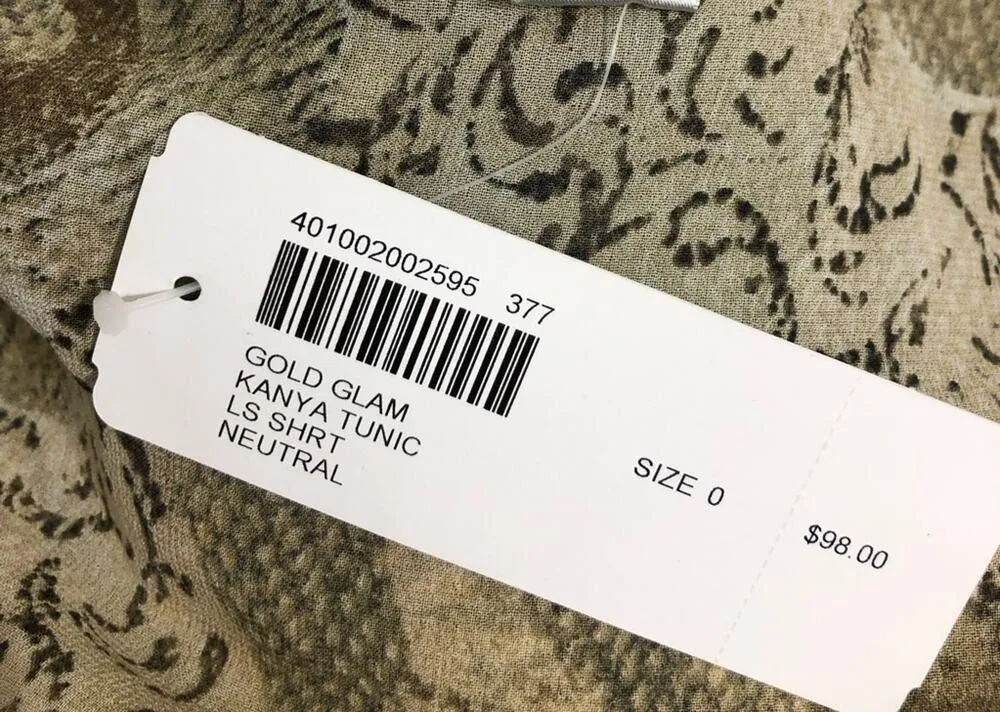 401002002595 377
GOLD GLAM
KANYA TUNIC
LS SHRT
NEUTRAL
SIZE 0
$98.00